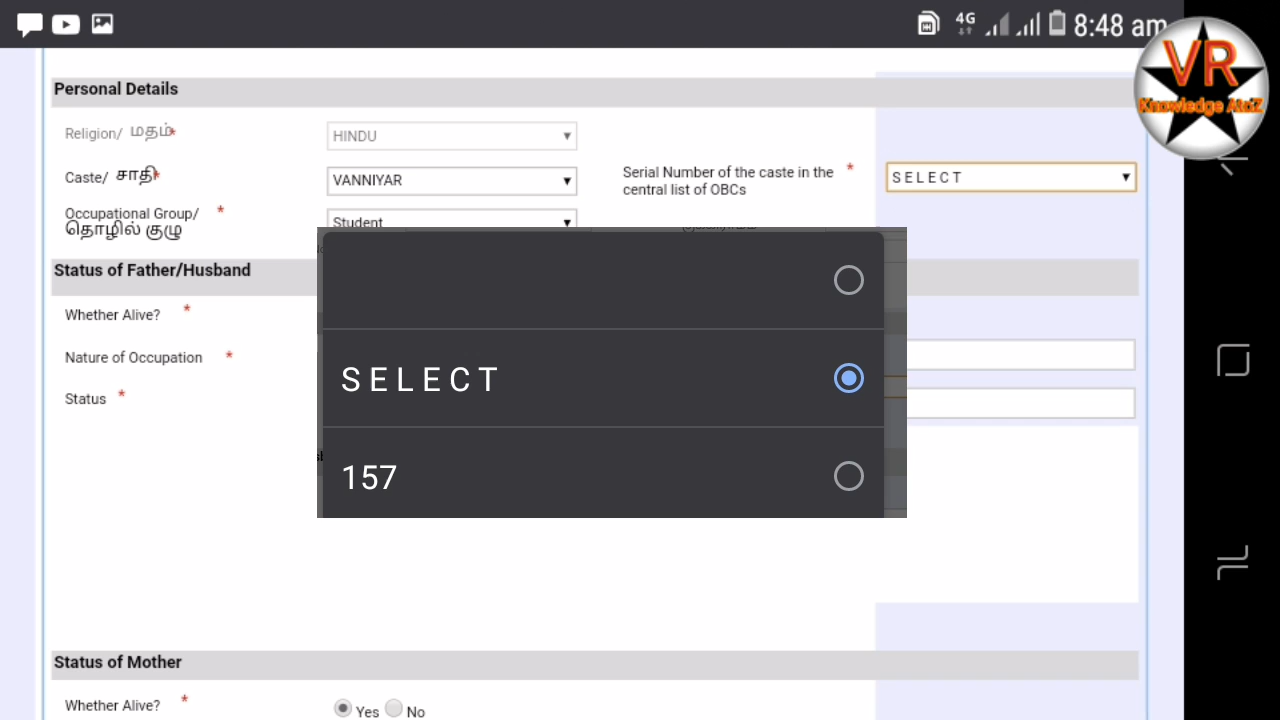 4G 8:48 am
VR
Knowledge AtoZ
Personal Details
Religion/ மதம்* HINDU
Caste/ சாதி* VANNIYAR Serial Number of the caste in the central list of OBCs * SELECT
Occupational Group/ * Student
தொழில் குழு
Status of Father/Husband
Whether Alive? *
SELECT
Nature of Occupation *
Status *
157
Status of Mother
Whether Alive? * Yes No